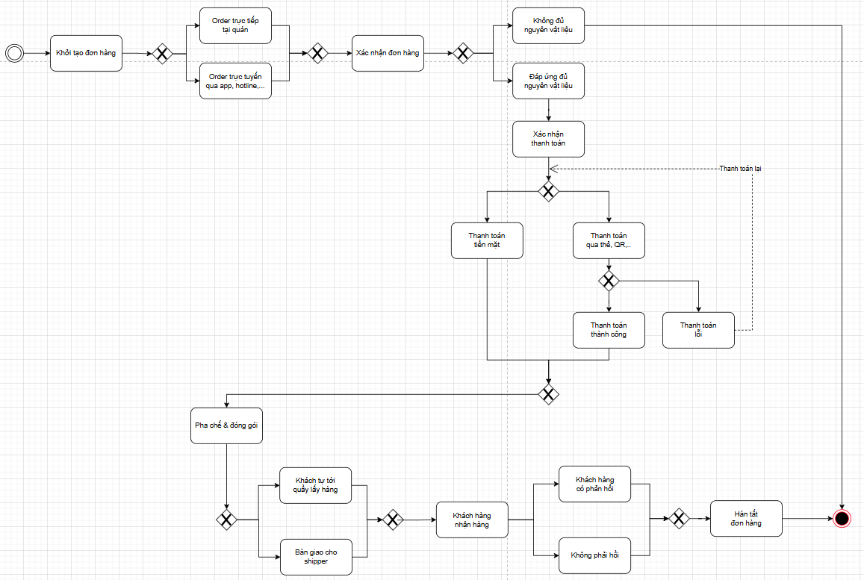 Khởi tạo đơn hàng
Order trực tiếp
tại quán
Order trực tuyến
qua app, hotline,...
Xác nhận đơn hàng
Không đủ
nguyên vật liệu
Đáp ứng đủ
nguyên vật liệu
Xác nhận
thanh toán
Thanh toán lại
Thanh toán
tiền mặt
Thanh toán
qua thẻ, QR,..
Thanh toán
thành công
Thanh toán
lỗi
Pha chế & đóng gói
Khách tự tới
quầy lấy hàng
Bàn giao cho
shipper
Khách hàng
nhận hàng
Khách hàng
có phản hồi
Không phải hồi
Hàn tất
đơn hàng